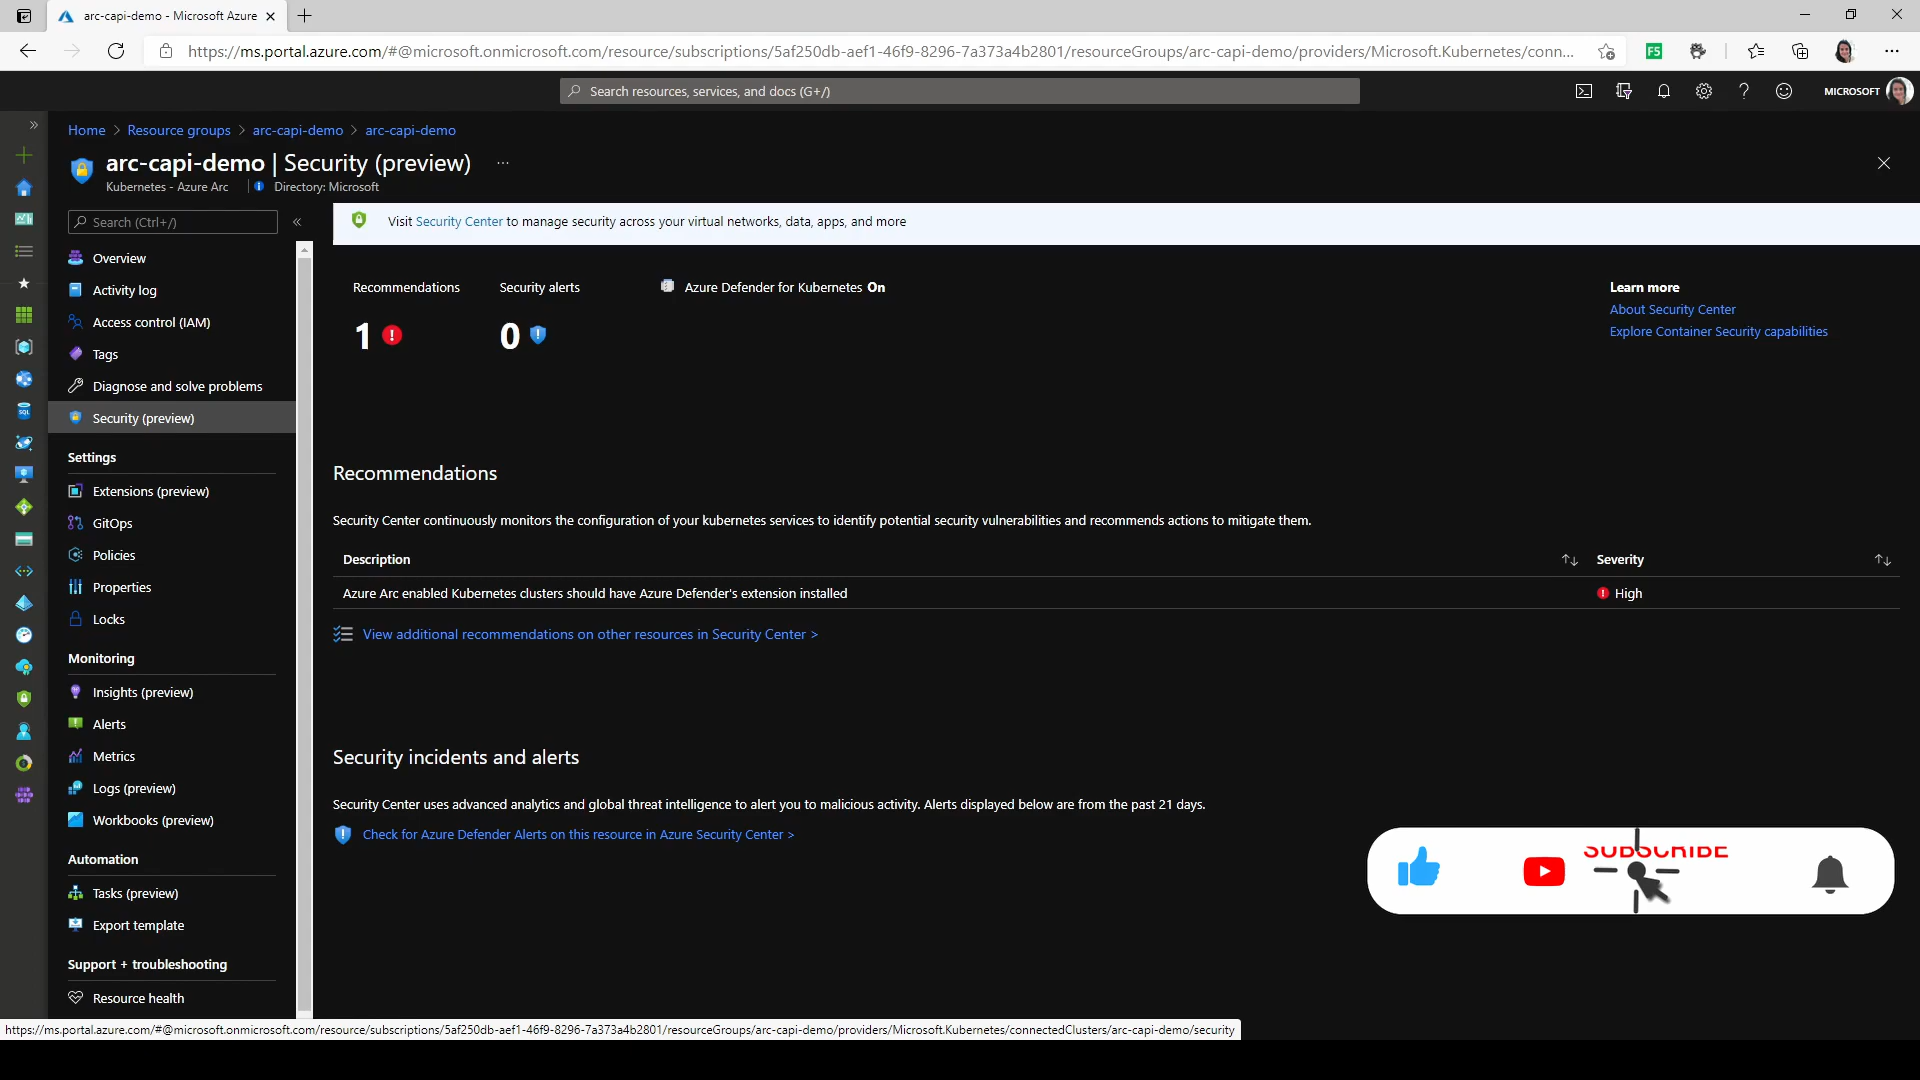 arc-capi-demo - Microsoft Azure
https://ms.portal.azure.com/#@microsoft.onmicrosoft.com/resource/subscriptions/5af250db-aef1-46f9-8296-7a373a4b2801/resourceGroups/arc-capi-demo/providers/Microsoft.Kubernetes/conn...
F5
Search resources, services, and docs (G+/)
MICROSOFT
Home > Resource groups > arc-capi-demo > arc-capi-demo
arc-capi-demo | Security (preview) ...
Kubernetes - Azure Arc
Directory: Microsoft
Search (Ctrl+/)
Overview
Activity log
Access control (IAM)
Tags
Diagnose and solve problems
Security (preview)
Settings
Extensions (preview)
GitOps
Policies
Properties
Locks
Monitoring
Insights (preview)
Alerts
Metrics
Logs (preview)
Workbooks (preview)
Automation
Tasks (preview)
Export template
Support + troubleshooting
Resource health
SQL
Visit Security Center to manage security across your virtual networks, data, apps, and more
Recommendations
1
Security alerts
0
Azure Defender for Kubernetes On
Learn more
About Security Center
Explore Container Security capabilities
Recommendations
Security Center continuously monitors the configuration of your kubernetes services to identify potential security vulnerabilities and recommends actions to mitigate them.
Description
Severity
Azure Arc enabled Kubernetes clusters should have Azure Defender's extension installed
High
View additional recommendations on other resources in Security Center >
Security incidents and alerts
Security Center uses advanced analytics and global threat intelligence to alert you to malicious activity. Alerts displayed below are from the past 21 days.
Check for Azure Defender Alerts on this resource in Azure Security Center >
SUBSCRIBE
https://ms.portal.azure.com/#@microsoft.onmicrosoft.com/resource/subscriptions/5af250db-aef1-46f9-8296-7a373a4b2801/resourceGroups/arc-capi-demo/providers/Microsoft.Kubernetes/connectedClusters/arc-capi-demo/security